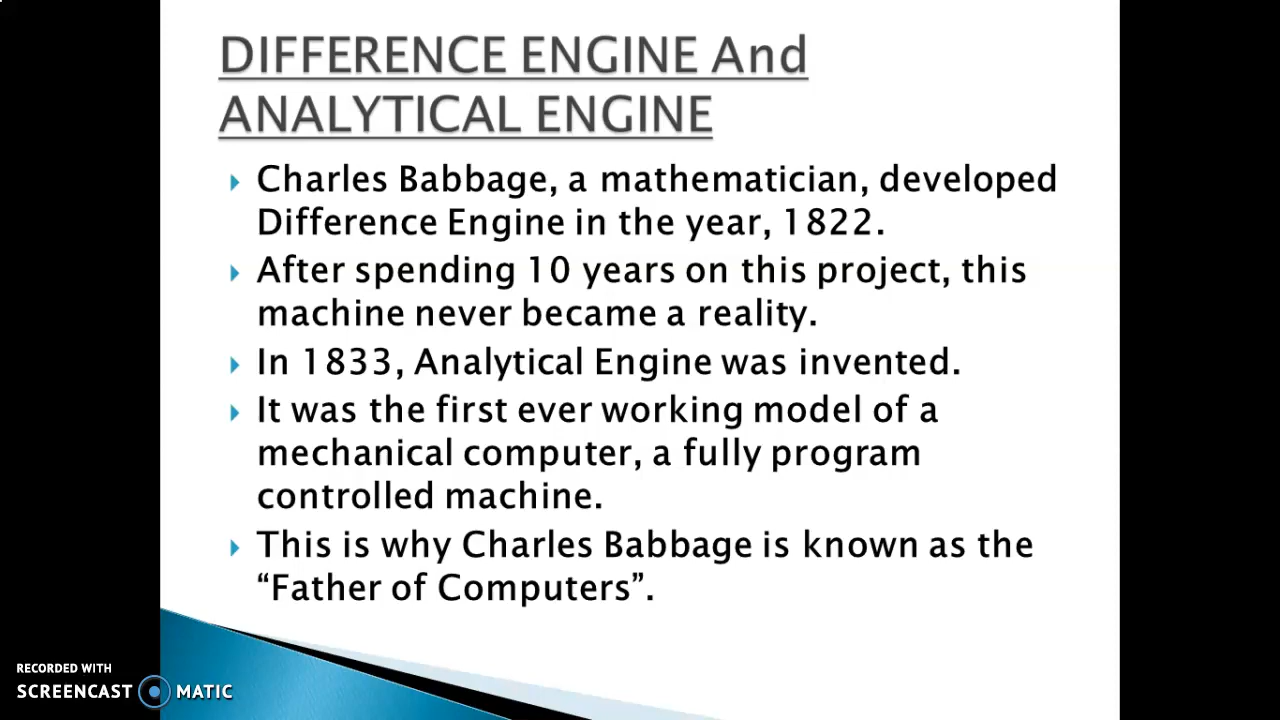 DIFFERENCE ENGINE And
ANALYTICAL ENGINE
Charles Babbage, a mathematician, developed
Difference Engine in the year, 1822.
After spending 10 years on this project, this
machine never became a reality.
In 1833, Analytical Engine was invented.
It was the first ever working model of a
mechanical computer, a fully program
controlled machine.
This is why Charles Babbage is known as the
“Father of Computers”.
RECORDED WITH
SCREENCAST MATIC